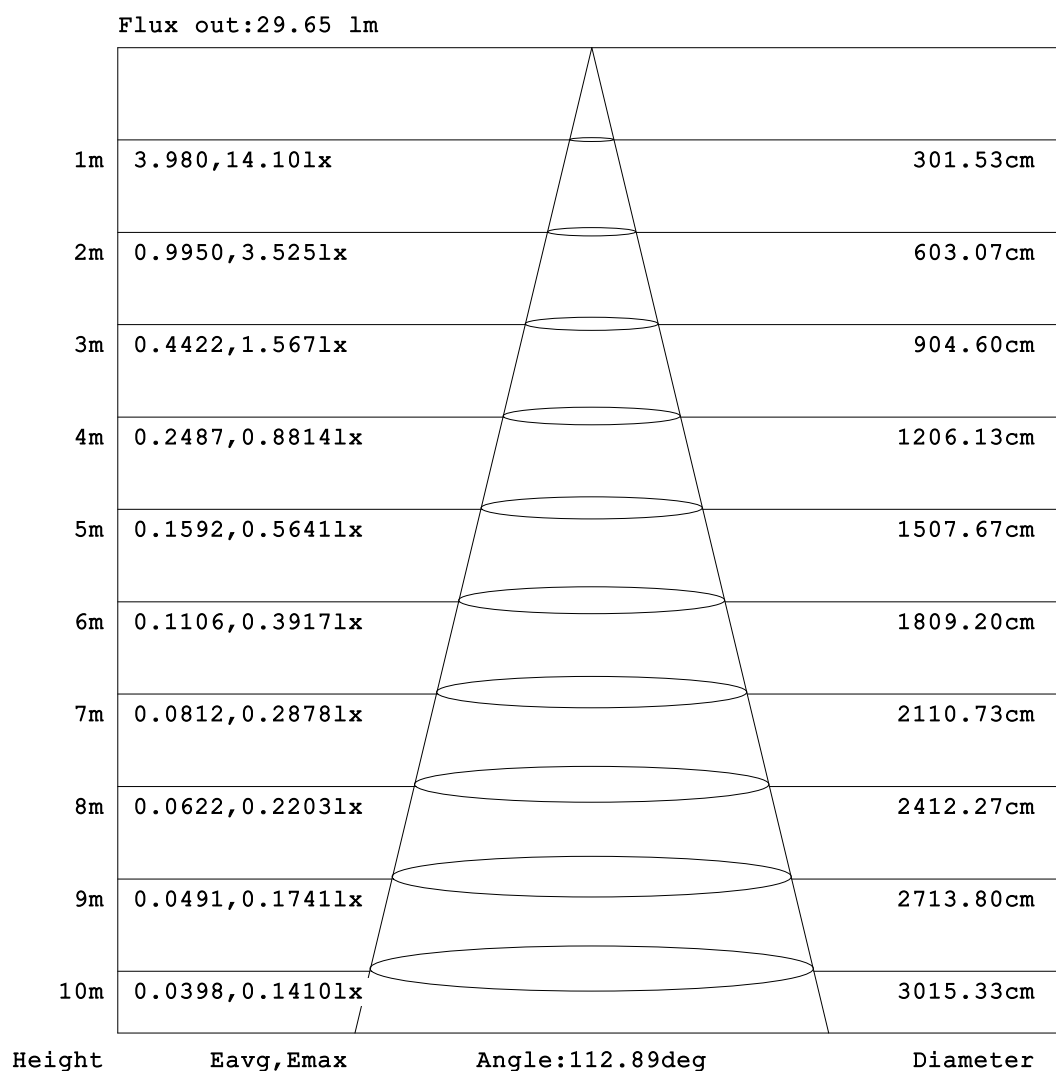 Flux out:29.65 lm
1m 3.980,14.10lx 301.53cm
2m 0.9950,3.525lx 603.07cm
3m 0.4422,1.567lx 904.60cm
4m 0.2487,0.8814lx 1206.13cm
5m 0.1592,0.5641lx 1507.67cm
6m 0.1106,0.3917lx 1809.20cm
7m 0.0812,0.2878lx 2110.73cm
8m 0.0622,0.2203lx 2412.27cm
9m 0.0491,0.1741lx 2713.80cm
10m 0.0398,0.1410lx 3015.33cm
Height Eavg,Emax Angle:112.89deg Diameter